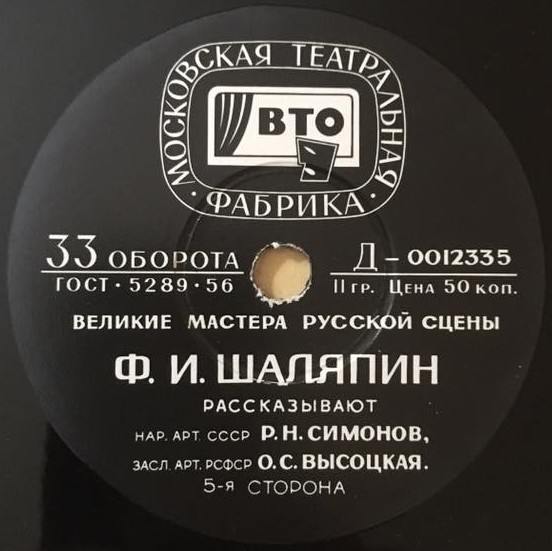 МОСКОВСКАЯ ТЕАТРАЛЬНАЯ
· ФАБРИКА ·
ВТО
33 ОБОРОТА
ГОСТ · 5289 · 56
Д – 0012335
II ГР. ЦЕНА 50 КОП.
ВЕЛИКИЕ МАСТЕРА РУССКОЙ СЦЕНЫ
Ф. И. ШАЛЯПИН
РАССКАЗЫВАЮТ
НАР. АРТ. СССР Р. Н. СИМОНОВ,
ЗАСЛ. АРТ. РСФСР О. С. ВЫСОЦКАЯ.
5-Я СТОРОНА